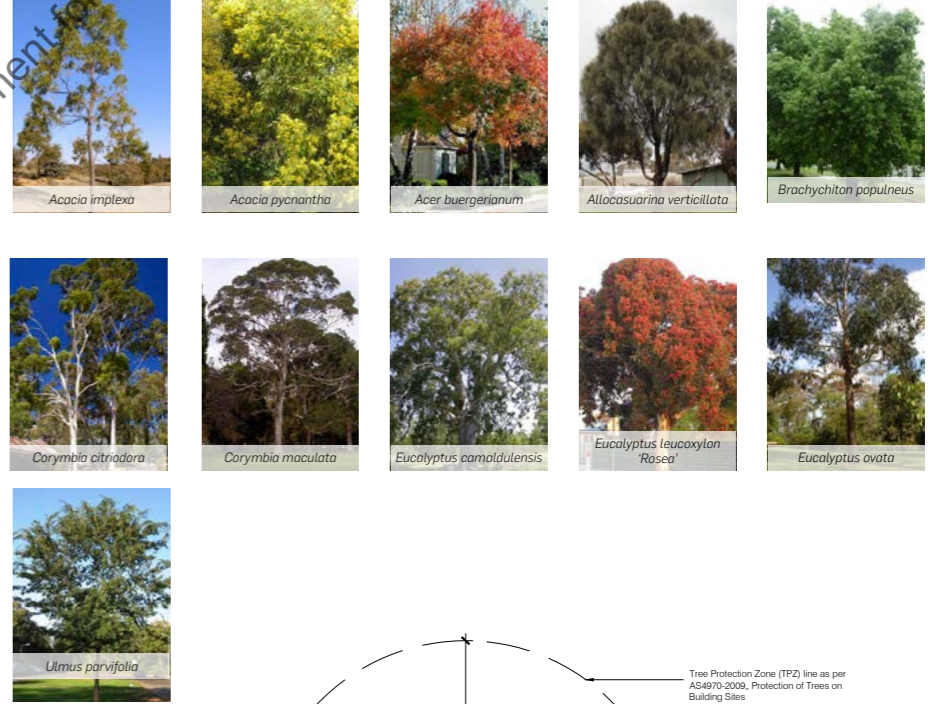 Acacia implexa
Acacia pycnantha
Acer buergerianum
Allocasuarina verticillata
Brachychiton populneus
Corymbia citriodora
Corymbia maculata
Eucalyptus camaldulensis
Eucalyptus leucoxylon
‘Rosea’
Eucalyptus ovata
Ulmus parvifolia
Tree Protection Zone (TPZ) line as per
AS4970-2009,, Protection of Trees on
Building Sites